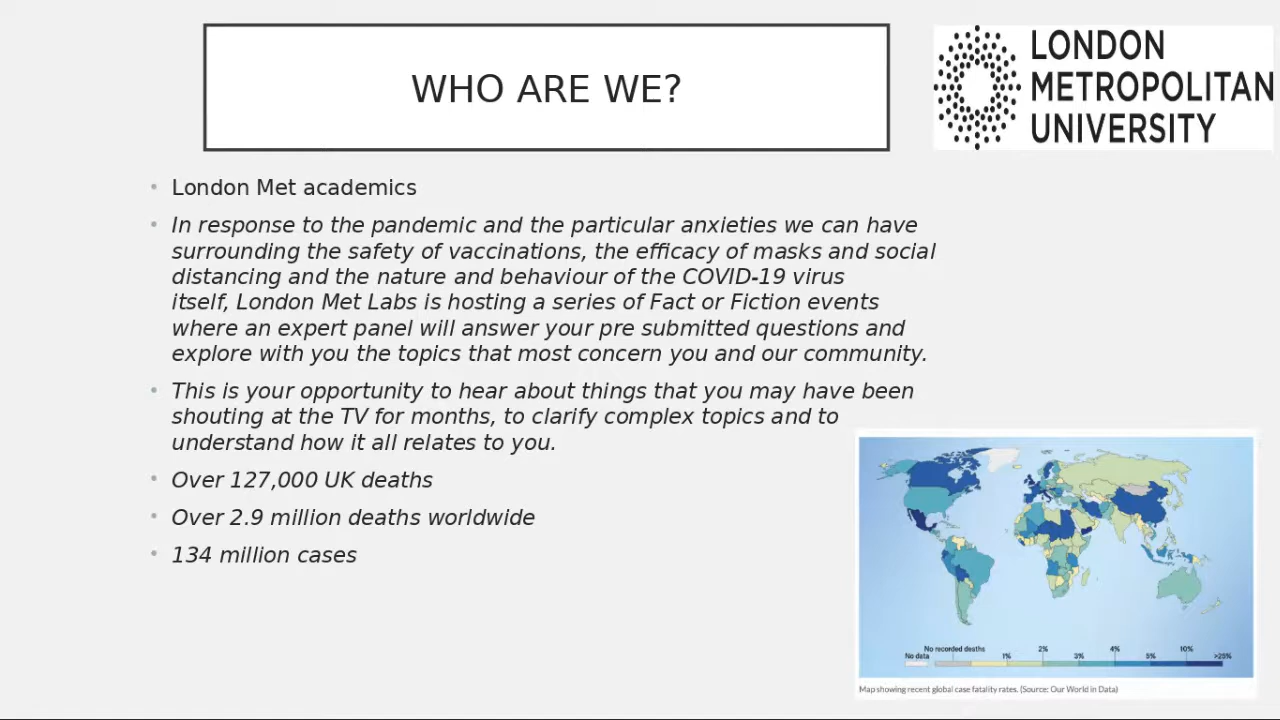 WHO ARE WE?
LONDON
METROPOLITAN
UNIVERSITY
London Met academics
In response to the pandemic and the particular anxieties we can have
surrounding the safety of vaccinations, the efficacy of masks and social
distancing and the nature and behaviour of the COVID-19 virus
itself, London Met Labs is hosting a series of Fact or Fiction events
where an expert panel will answer your pre submitted questions and
explore with you the topics that most concern you and our community.
This is your opportunity to hear about things that you may have been
shouting at the TV for months, to clarify complex topics and to
understand how it all relates to you.
Over 127,000 UK deaths
Over 2.9 million deaths worldwide
134 million cases
No recorded deaths 2% 4% 10%
No data 1% 3% 5% >25%
Map showing recent global case fatality rates. (Source: Our World in Data)